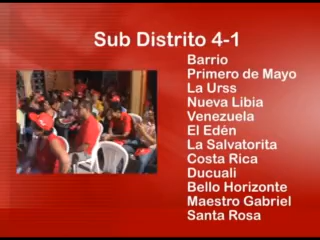 Sub Distrito 4-1
Barrio
Primero de Mayo
La Urss
Nueva Libia
Venezuela
El Edén
La Salvatorita
Costa Rica
Ducuali
Bello Horizonte
Maestro Gabriel
Santa Rosa